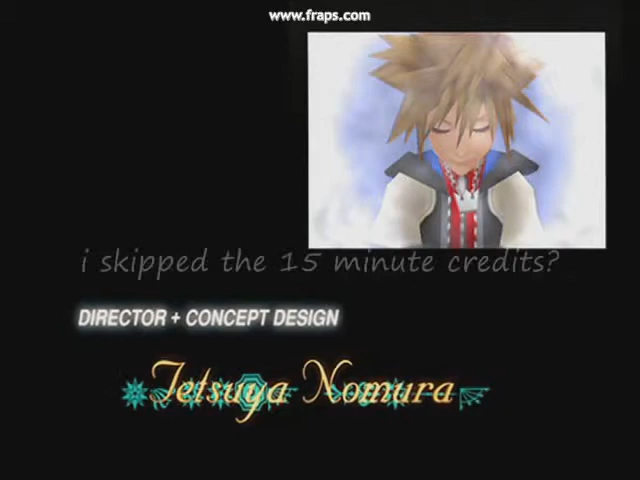 www.fraps.com
i skipped the 15 minute credits?
DIRECTOR + CONCEPT DESIGN
Tetsuya Nomura